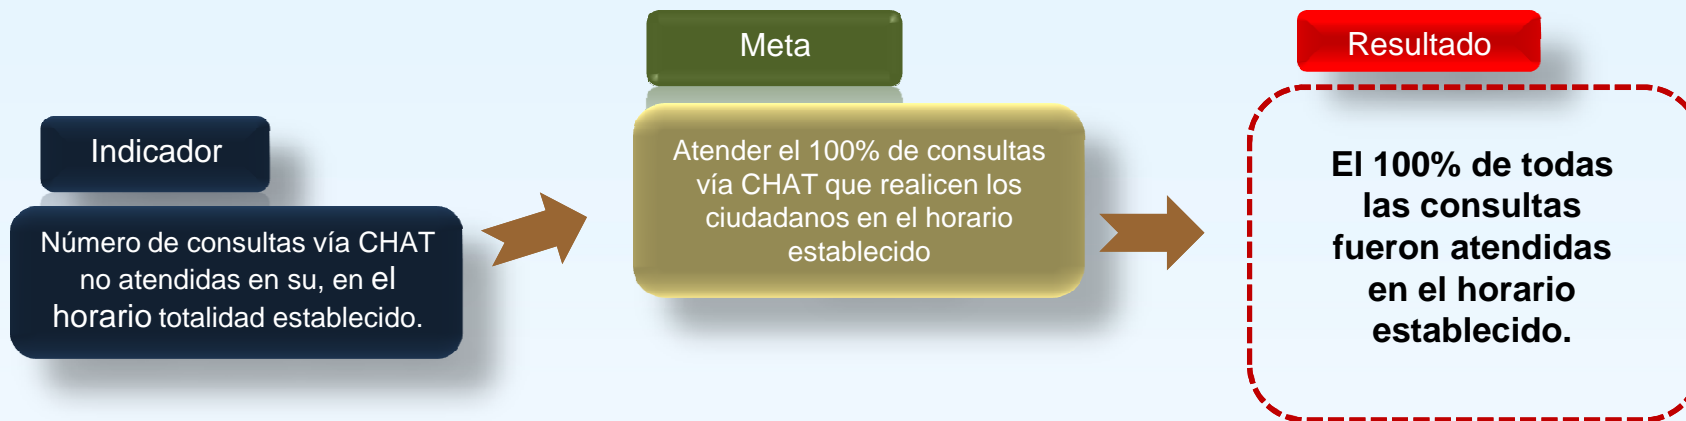 Indicador
Número de consultas vía CHAT
no atendidas en su, en el
horario totalidad establecido.
Meta
Atender el 100% de consultas
vía CHAT que realicen los
ciudadanos en el horario
establecido
Resultado
El 100% de todas
las consultas
fueron atendidas
en el horario
establecido.